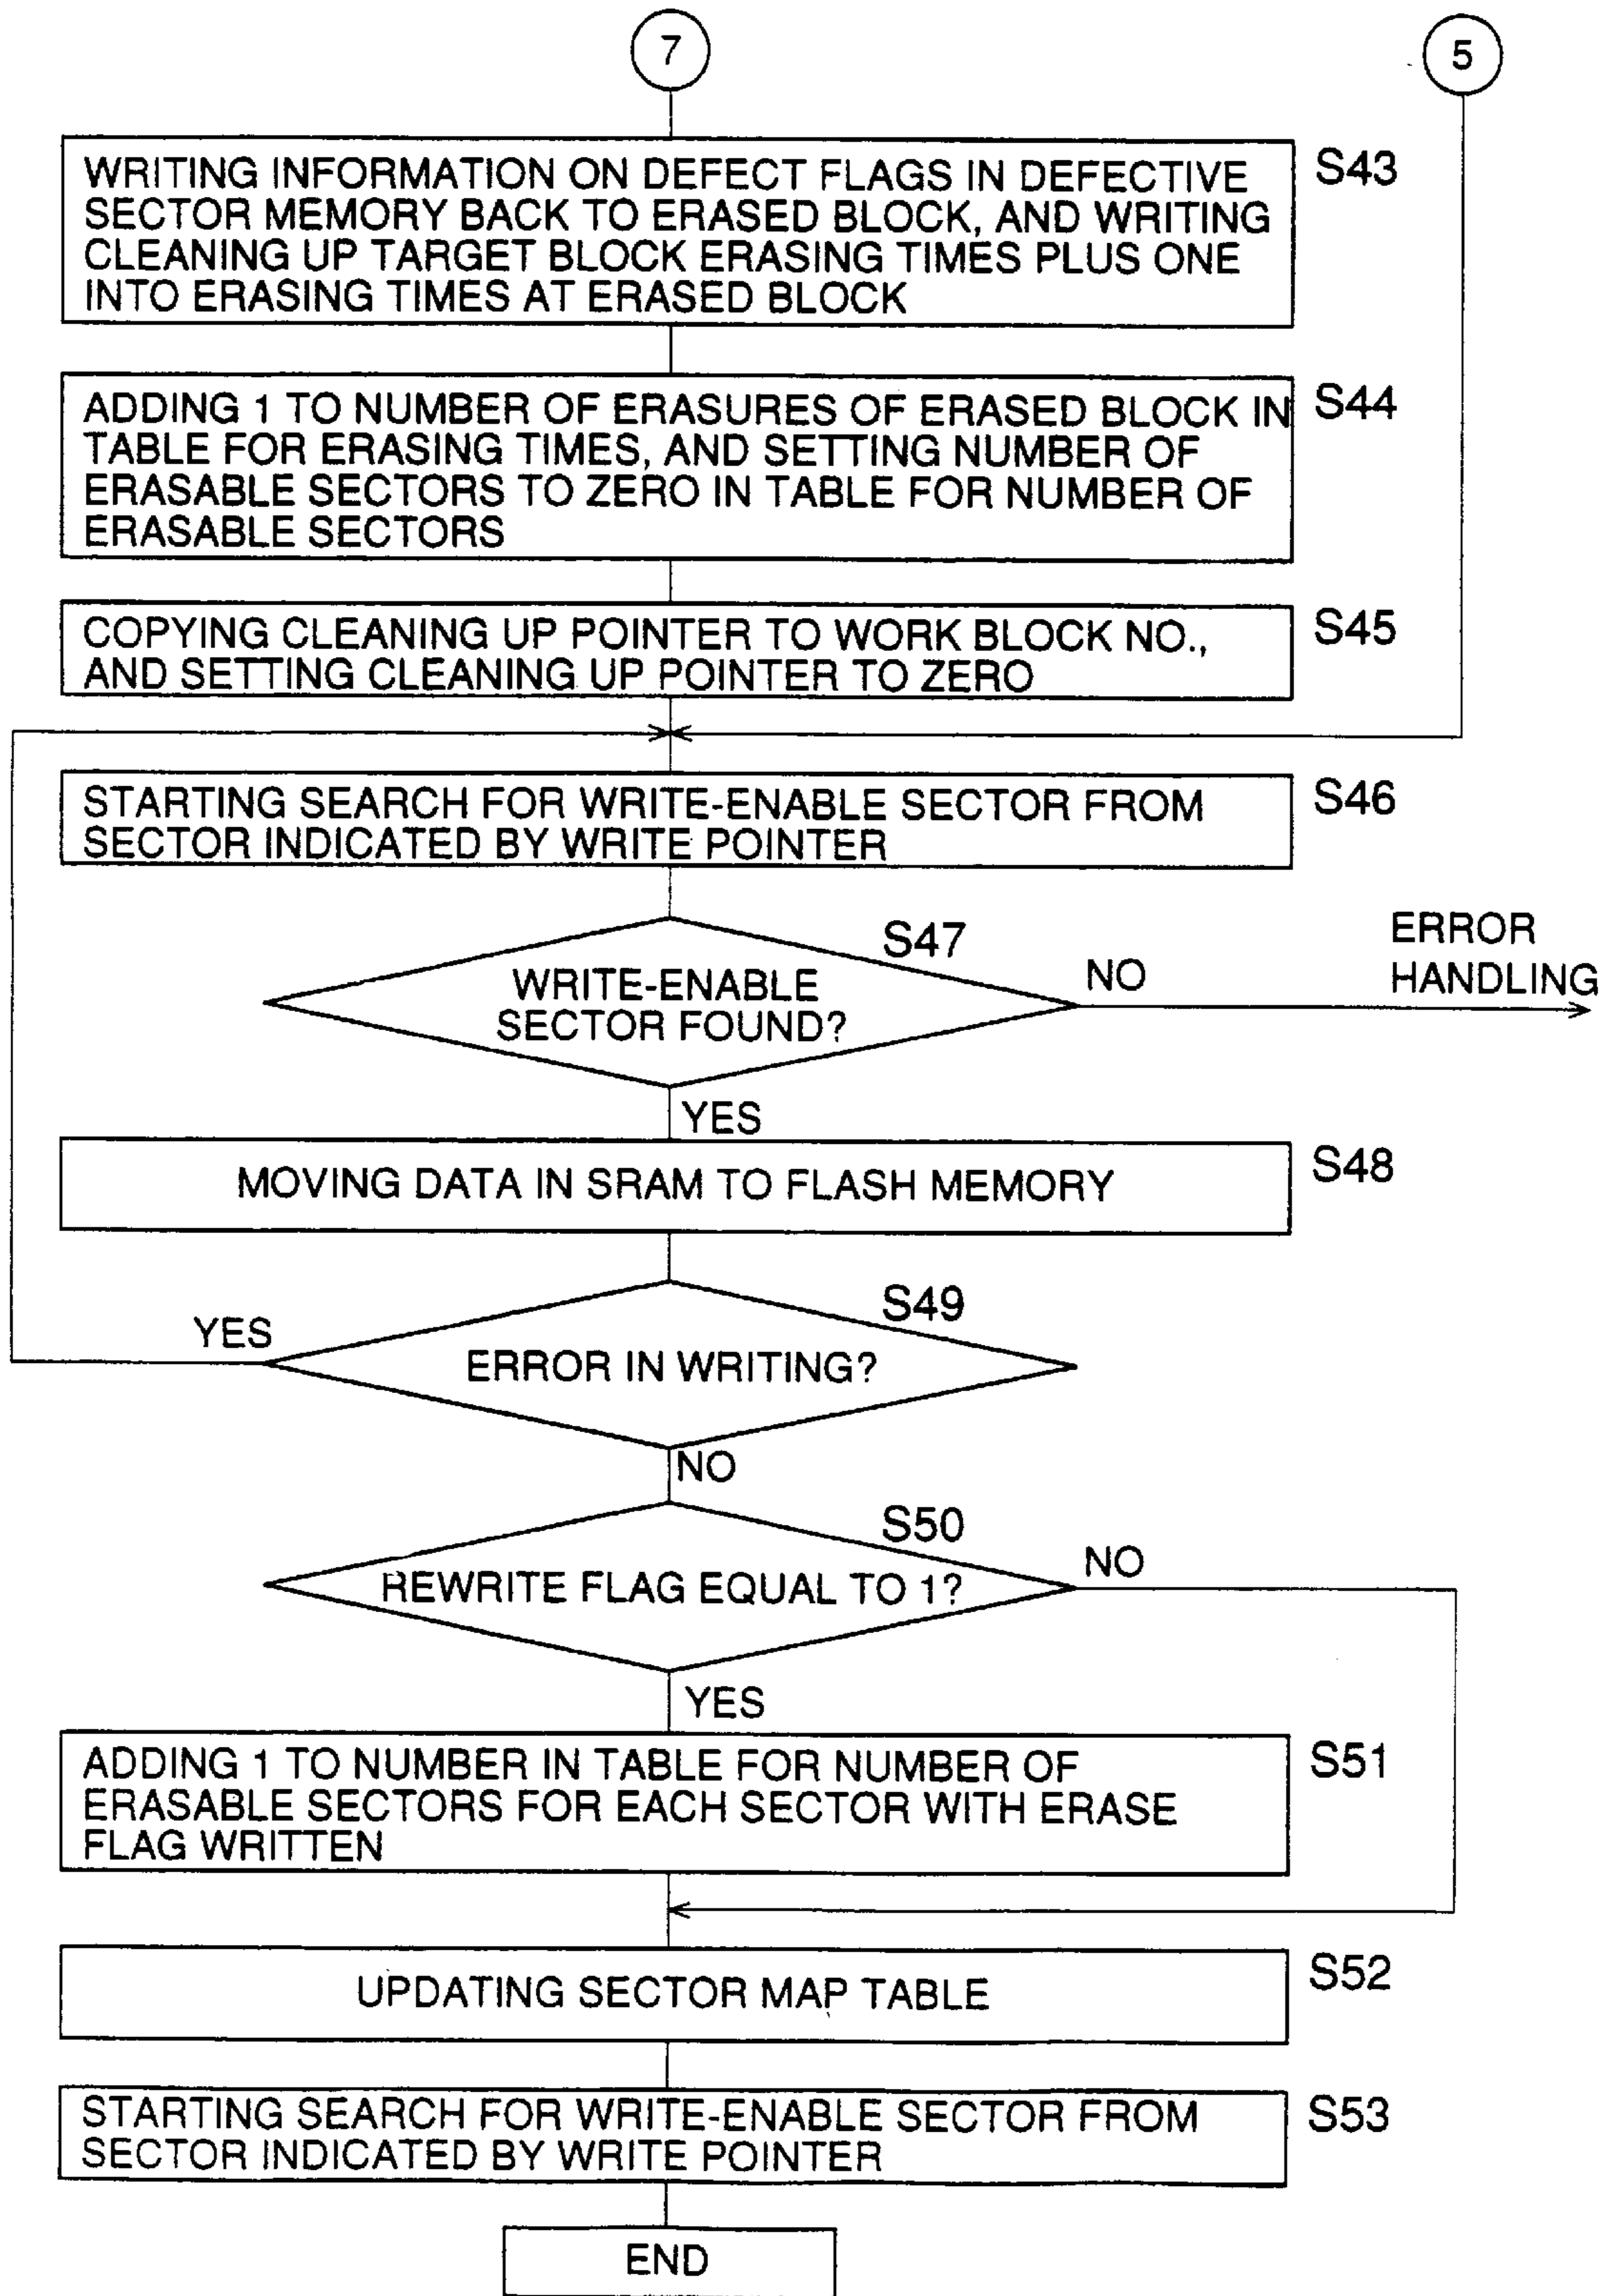 7
5
WRITING INFORMATION ON DEFECT FLAGS IN DEFECTIVE
SECTOR MEMORY BACK TO ERASED BLOCK, AND WRITING
CLEANING UP TARGET BLOCK ERASING TIMES PLUS ONE
INTO ERASING TIMES AT ERASED BLOCK
S43
ADDING 1 TO NUMBER OF ERASURES OF ERASED BLOCK IN
TABLE FOR ERASING TIMES, AND SETTING NUMBER OF
ERASABLE SECTORS TO ZERO IN TABLE FOR NUMBER OF
ERASABLE SECTORS
S44
COPYING CLEANING UP POINTER TO WORK BLOCK NO.,
AND SETTING CLEANING UP POINTER TO ZERO
S45
STARTING SEARCH FOR WRITE-ENABLE SECTOR FROM
SECTOR INDICATED BY WRITE POINTER
S46
S47
WRITE-ENABLE
SECTOR FOUND?
NO
ERROR
HANDLING
YES
MOVING DATA IN SRAM TO FLASH MEMORY
S48
S49
YES
ERROR IN WRITING?
NO
S50
REWRITE FLAG EQUAL TO 1?
NO
YES
ADDING 1 TO NUMBER IN TABLE FOR NUMBER OF
ERASABLE SECTORS FOR EACH SECTOR WITH ERASE
FLAG WRITTEN
S51
UPDATING SECTOR MAP TABLE
S52
STARTING SEARCH FOR WRITE-ENABLE SECTOR FROM
SECTOR INDICATED BY WRITE POINTER
S53
END